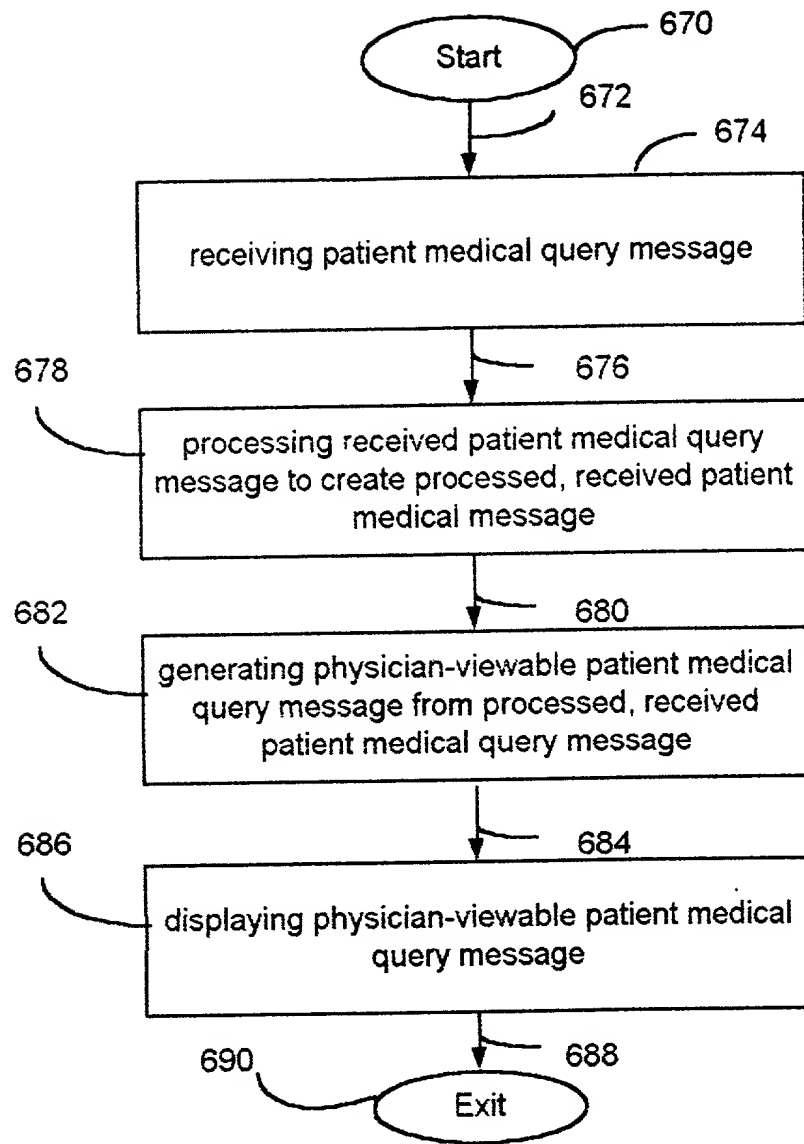 670
Start
672
674
receiving patient medical query message
676
678
processing received patient medical query
message to create processed, received patient
medical message
680
682
generating physician-viewable patient medical
query message from processed, received
patient medical query message
684
686
displaying physician-viewable patient medical
query message
688
690
Exit